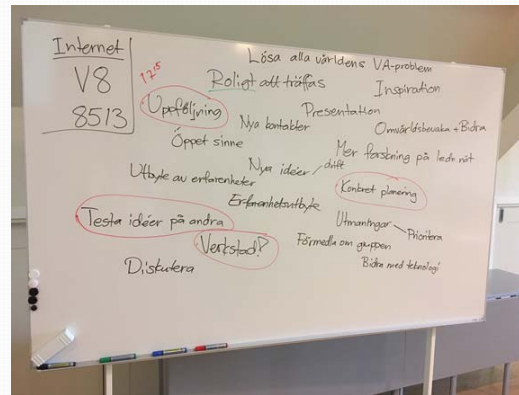 Internet
V8
8513
12¹⁵
Lösa alla världens VA-problem
Roligt att träffas
Inspiration
Uppföljning
Presentation
Nya kontakter
Omvärldsbevaka + Bidra
Öppet sinne
Mer forskning på ledn nät
Nya idéer / drift
Utbyte av erfarenheter
Konkret planering
Erfarenhetsutbyte
Testa idéer på andra
Utmaningar - Prioritera
Verkstad?
Förmedla om gruppen
Diskutera
Bidra med teknologi